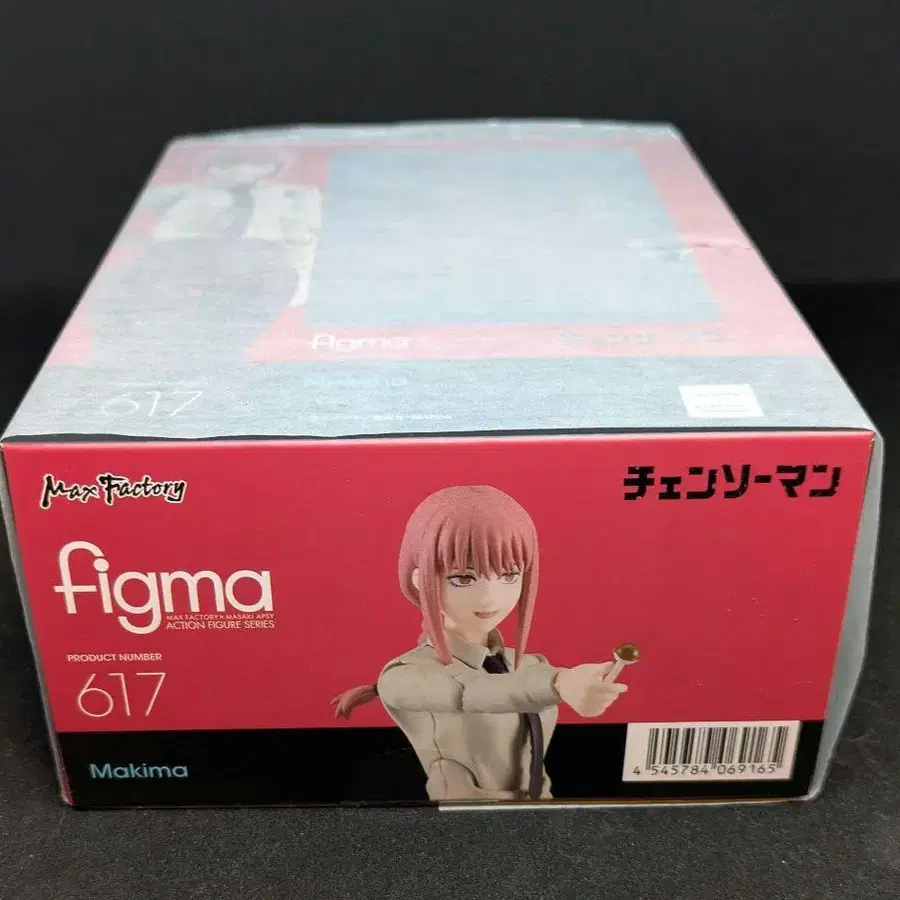 figma
617
Max Factory
チェンソーマン
figma
MAX FACTORY × MASAKI APSY
ACTION FIGURE SERIES
PRODUCT NUMBER
617
Makima
4 545784 069165